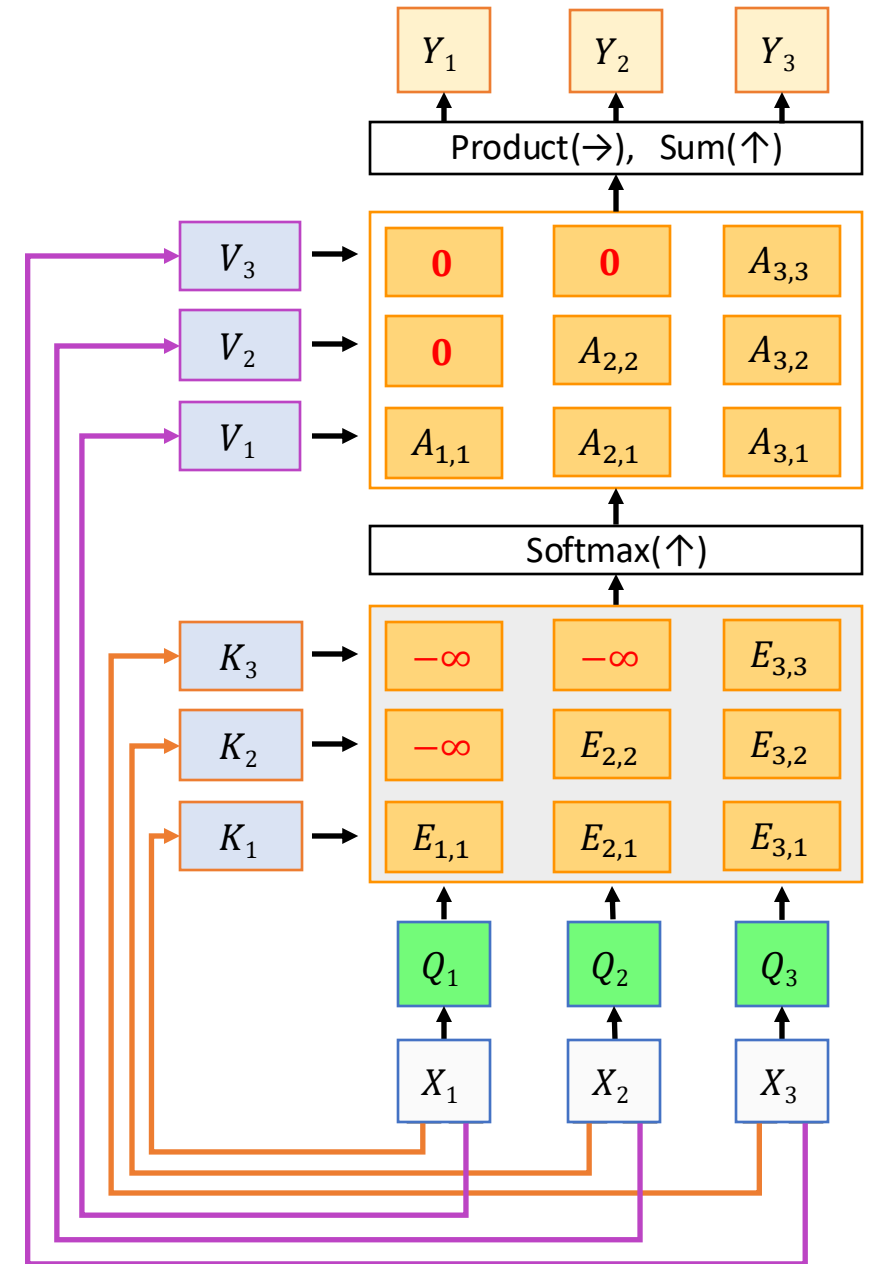 Y₁ Y₂ Y₃
Product(→), Sum(↑)
V₃ 0 0 A₃,₃
V₂ 0 A₂,₂ A₃,₂
V₁ A₁,₁ A₂,₁ A₃,₁
Softmax(↑)
K₃ −∞ −∞ E₃,₃
K₂ −∞ E₂,₂ E₃,₂
K₁ E₁,₁ E₂,₁ E₃,₁
Q₁ Q₂ Q₃
X₁ X₂ X₃